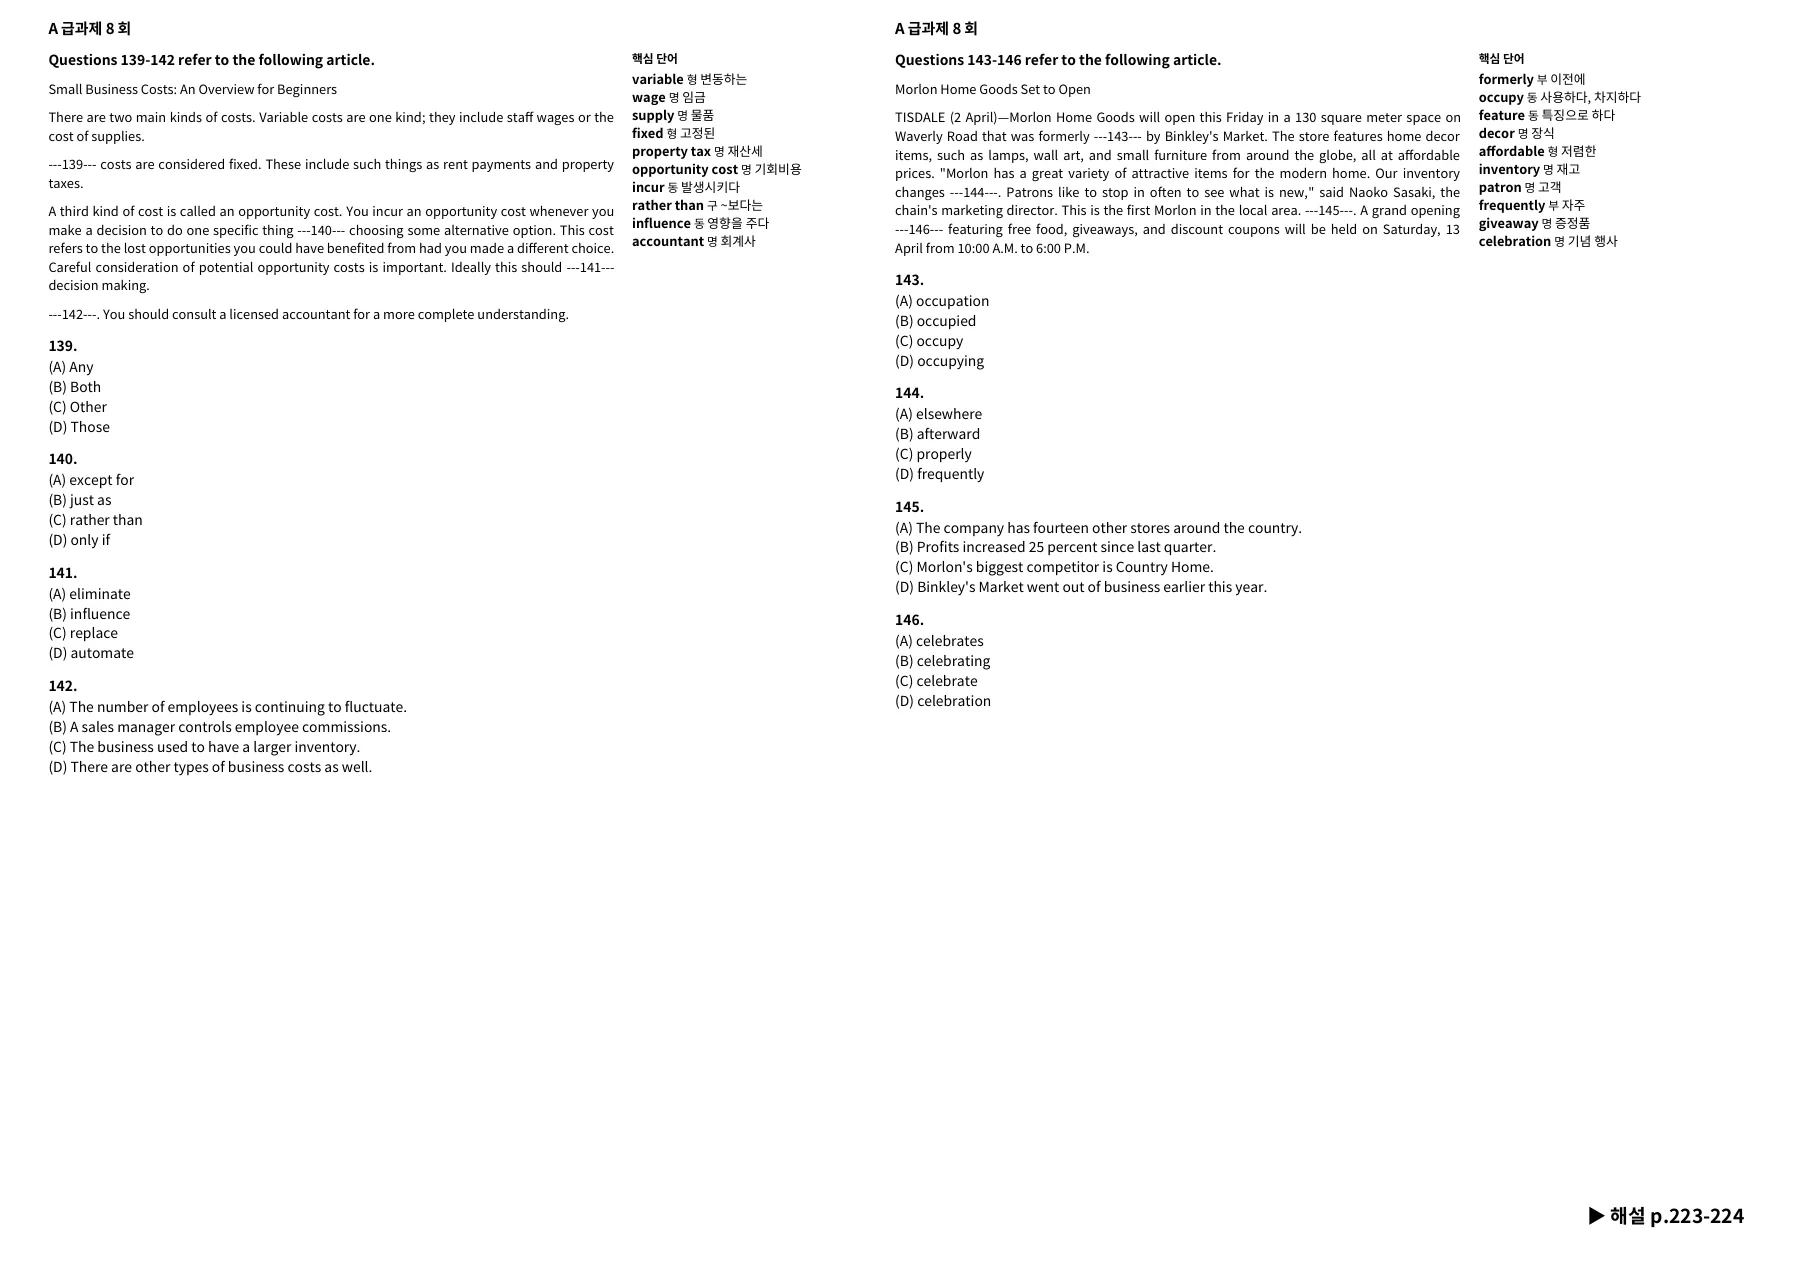 A 급과제 8 회
Questions 139-142 refer to the following article.
Small Business Costs: An Overview for Beginners
There are two main kinds of costs. Variable costs are one kind; they include staff wages or the
cost of supplies.
---139--- costs are considered fixed. These include such things as rent payments and property
taxes.
A third kind of cost is called an opportunity cost. You incur an opportunity cost whenever you
make a decision to do one specific thing ---140--- choosing some alternative option. This cost
refers to the lost opportunities you could have benefited from had you made a different choice.
Careful consideration of potential opportunity costs is important. Ideally this should ---141---
decision making.
---142---. You should consult a licensed accountant for a more complete understanding.
139.
(A) Any
(B) Both
(C) Other
(D) Those
140.
(A) except for
(B) just as
(C) rather than
(D) only if
141.
(A) eliminate
(B) influence
(C) replace
(D) automate
142.
(A) The number of employees is continuing to fluctuate.
(B) A sales manager controls employee commissions.
(C) The business used to have a larger inventory.
(D) There are other types of business costs as well.
핵심 단어
variable 형 변동하는
wage 명 임금
supply 명 물품
fixed 형 고정된
property tax 명 재산세
opportunity cost 명 기회비용
incur 동 발생시키다
rather than 구 ~보다는
influence 동 영향을 주다
accountant 명 회계사
A 급과제 8 회
Questions 143-146 refer to the following article.
Morlon Home Goods Set to Open
TISDALE (2 April)—Morlon Home Goods will open this Friday in a 130 square meter space on
Waverly Road that was formerly ---143--- by Binkley's Market. The store features home decor
items, such as lamps, wall art, and small furniture from around the globe, all at affordable
prices. "Morlon has a great variety of attractive items for the modern home. Our inventory
changes ---144---. Patrons like to stop in often to see what is new," said Naoko Sasaki, the
chain's marketing director. This is the first Morlon in the local area. ---145---. A grand opening
---146--- featuring free food, giveaways, and discount coupons will be held on Saturday, 13
April from 10:00 A.M. to 6:00 P.M.
143.
(A) occupation
(B) occupied
(C) occupy
(D) occupying
144.
(A) elsewhere
(B) afterward
(C) properly
(D) frequently
145.
(A) The company has fourteen other stores around the country.
(B) Profits increased 25 percent since last quarter.
(C) Morlon's biggest competitor is Country Home.
(D) Binkley's Market went out of business earlier this year.
146.
(A) celebrates
(B) celebrating
(C) celebrate
(D) celebration
핵심 단어
formerly 부 이전에
occupy 동 사용하다, 차지하다
feature 동 특징으로 하다
decor 명 장식
affordable 형 저렴한
inventory 명 재고
patron 명 고객
frequently 부 자주
giveaway 명 증정품
celebration 명 기념 행사
▶ 해설 p.223-224